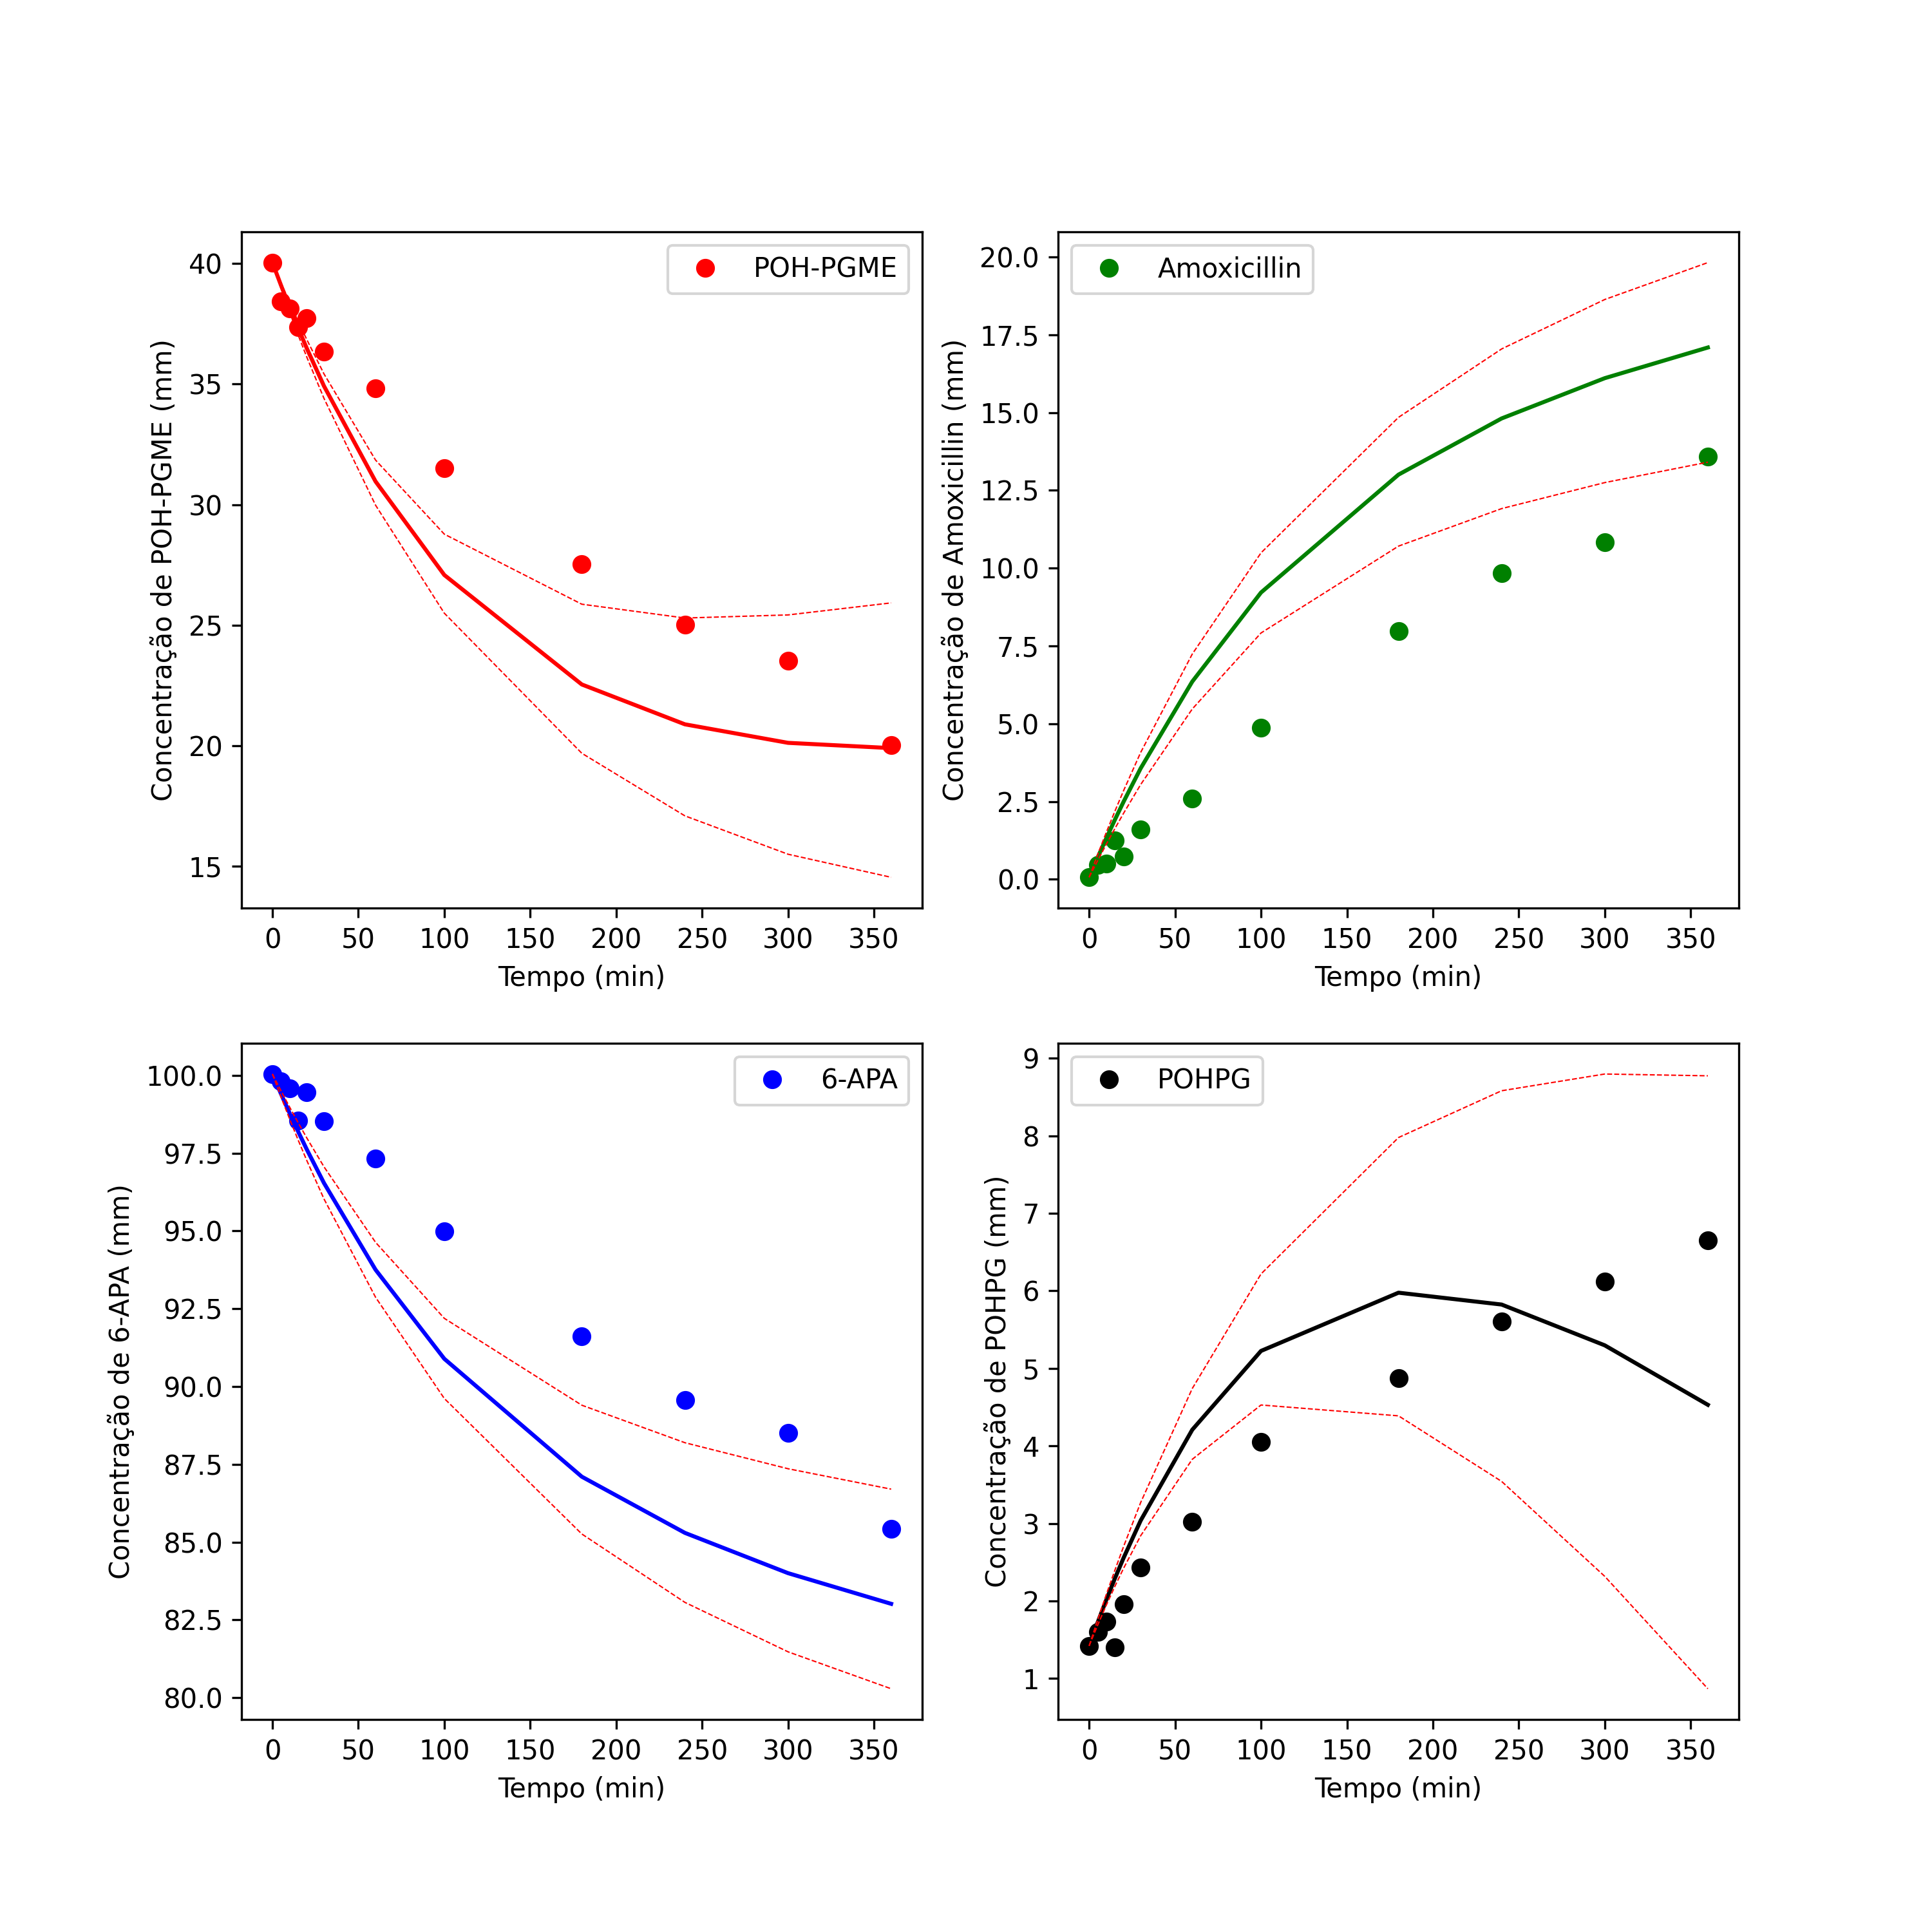 POH-PGME
40
35
30
25
20
15
Concentração de POH-PGME (mm)
0 50 100 150 200 250 300 350
Tempo (min)
Amoxicillin
20.0
17.5
15.0
12.5
10.0
7.5
5.0
2.5
0.0
Concentração de Amoxicillin (mm)
0 50 100 150 200 250 300 350
Tempo (min)
6-APA
100.0
97.5
95.0
92.5
90.0
87.5
85.0
82.5
80.0
Concentração de 6-APA (mm)
0 50 100 150 200 250 300 350
Tempo (min)
POHPG
9
8
7
6
5
4
3
2
1
Concentração de POHPG (mm)
0 50 100 150 200 250 300 350
Tempo (min)